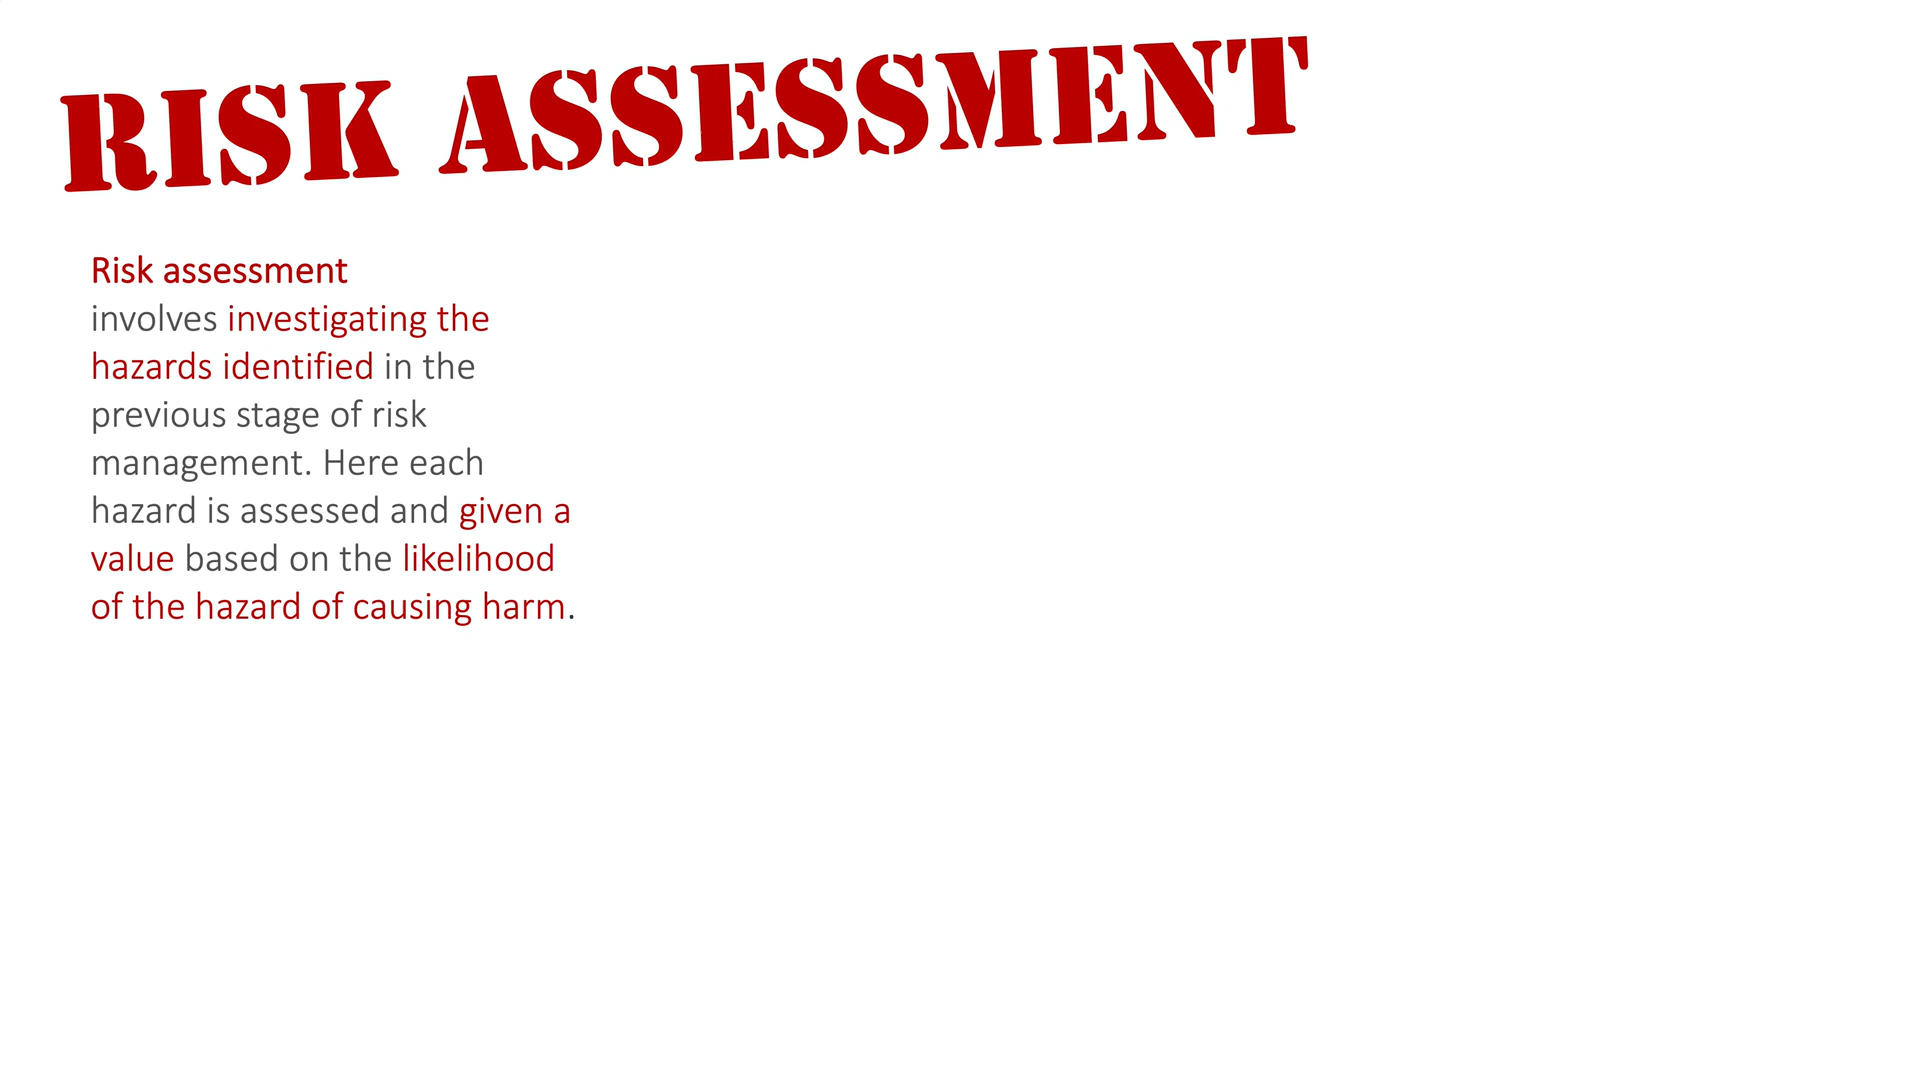 RISK ASSESSMENT
Risk assessment
involves investigating the
hazards identified in the
previous stage of risk
management. Here each
hazard is assessed and given a
value based on the likelihood
of the hazard of causing harm.